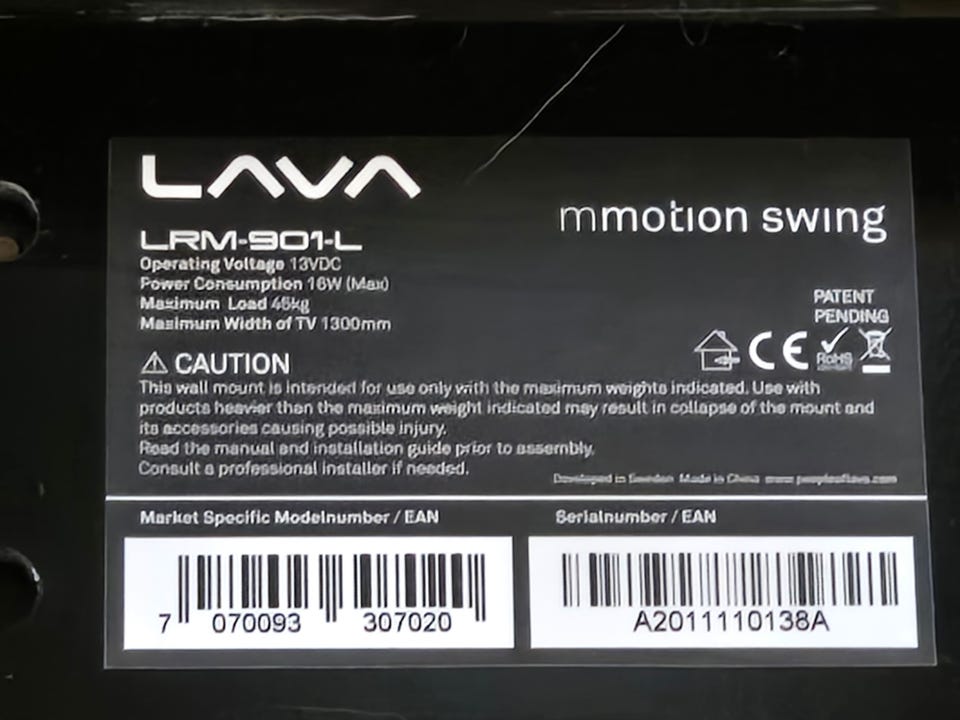 LAVA
mmotion swing
LRM-901-L
Operating Voltage 13VDC
Power Consumption 16W (Max)
Maximum Load 45kg
Maximum Width of TV 1300mm
PATENT
PENDING
CE
RoHS
CAUTION
This wall mount is intended for use only with the maximum weights indicated. Use with
products heavier than the maximum weight indicated may result in collapse of the mount and
its accessories causing possible injury.
Read the manual and installation guide prior to assembly.
Consult a professional installer if needed.
Developed in Sweden Made in China www.peopleoflava.com
Market Specific Modelnumber / EAN
Serialnumber / EAN
7 070093 307020
A2011110138A